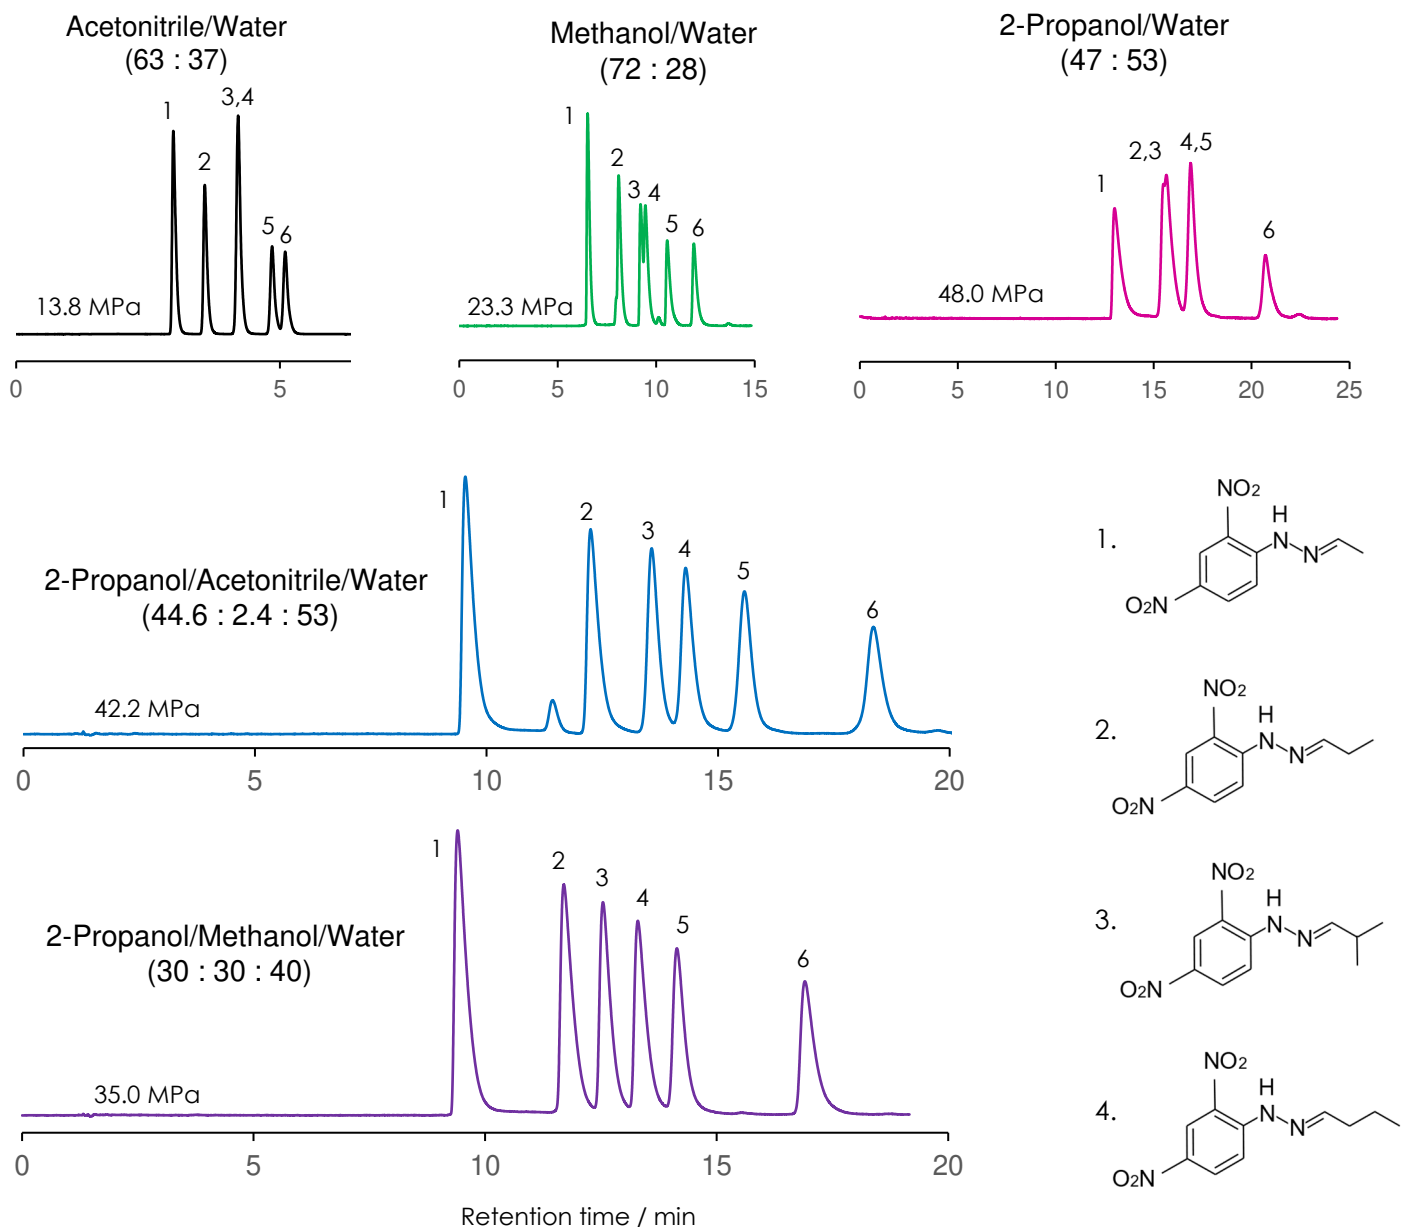 Acetonitrile/Water
(63 : 37)
1
2
3,4
5
6
13.8 MPa
0
5
Methanol/Water
(72 : 28)
1
2
3
4
5
6
23.3 MPa
0
5
10
15
2-Propanol/Water
(47 : 53)
1
2,3
4,5
6
48.0 MPa
0
5
10
15
20
25
2-Propanol/Acetonitrile/Water
(44.6 : 2.4 : 53)
1
2
3
4
5
6
42.2 MPa
0
5
10
15
20
2-Propanol/Methanol/Water
(30 : 30 : 40)
1
2
3
4
5
6
35.0 MPa
0
5
10
15
20
Retention time / min
1.
NO2
H
N
N
O2N
2.
NO2
H
N
N
O2N
3.
NO2
H
N
N
O2N
4.
NO2
H
N
N
O2N